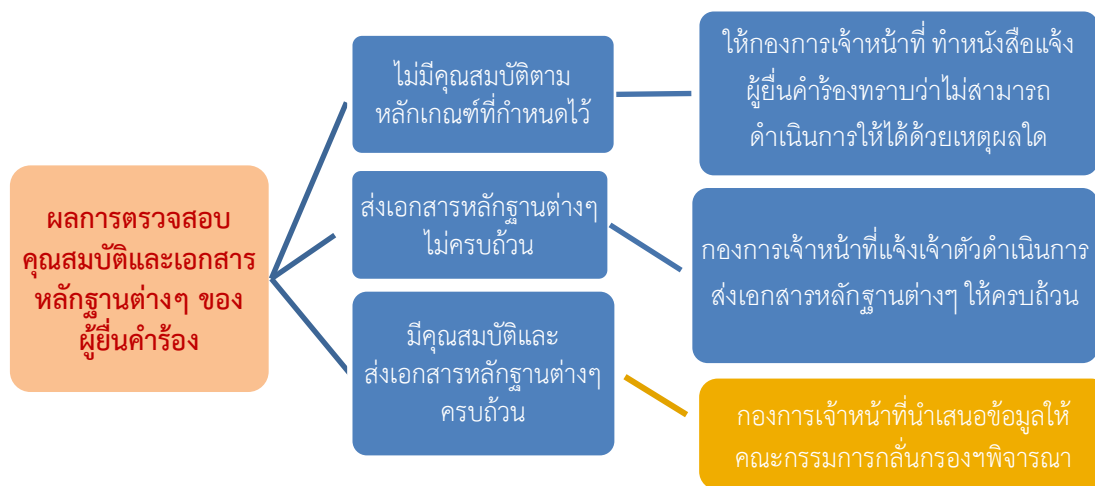 ผลการตรวจสอบ
คุณสมบัติและเอกสาร
หลักฐานต่างๆ ของ
ผู้ยื่นคำร้อง
ไม่มีคุณสมบัติตาม
หลักเกณฑ์ที่กำหนดไว้
ให้กองการเจ้าหน้าที่ ทำหนังสือแจ้ง
ผู้ยื่นคำร้องทราบว่าไม่สามารถ
ดำเนินการให้ได้ด้วยเหตุผลใด
ส่งเอกสารหลักฐานต่างๆ
ไม่ครบถ้วน
กองการเจ้าหน้าที่แจ้งเจ้าตัวดำเนินการ
ส่งเอกสารหลักฐานต่างๆ ให้ครบถ้วน
มีคุณสมบัติและ
ส่งเอกสารหลักฐานต่างๆ
ครบถ้วน
กองการเจ้าหน้าที่นำเสนอข้อมูลให้
คณะกรรมการกลั่นกรองฯพิจารณา